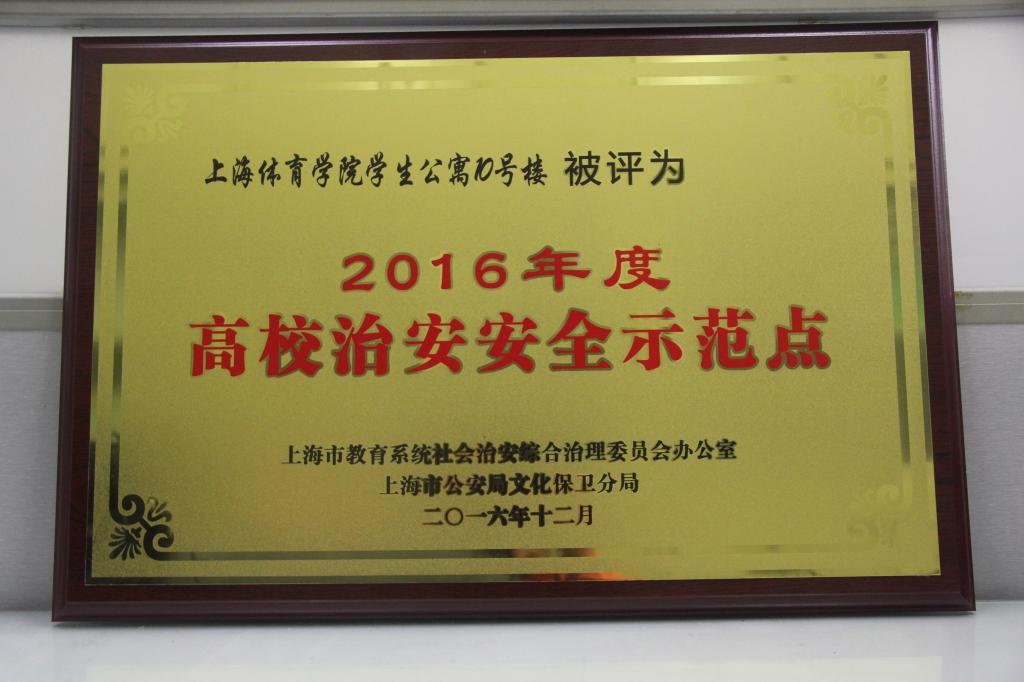 上海体育学院学生公寓10号楼 被评为
2016年度
高校治安安全示范点
上海市教育系统社会治安综合治理委员会办公室
上海市公安局文化保卫分局
二〇一六年十二月